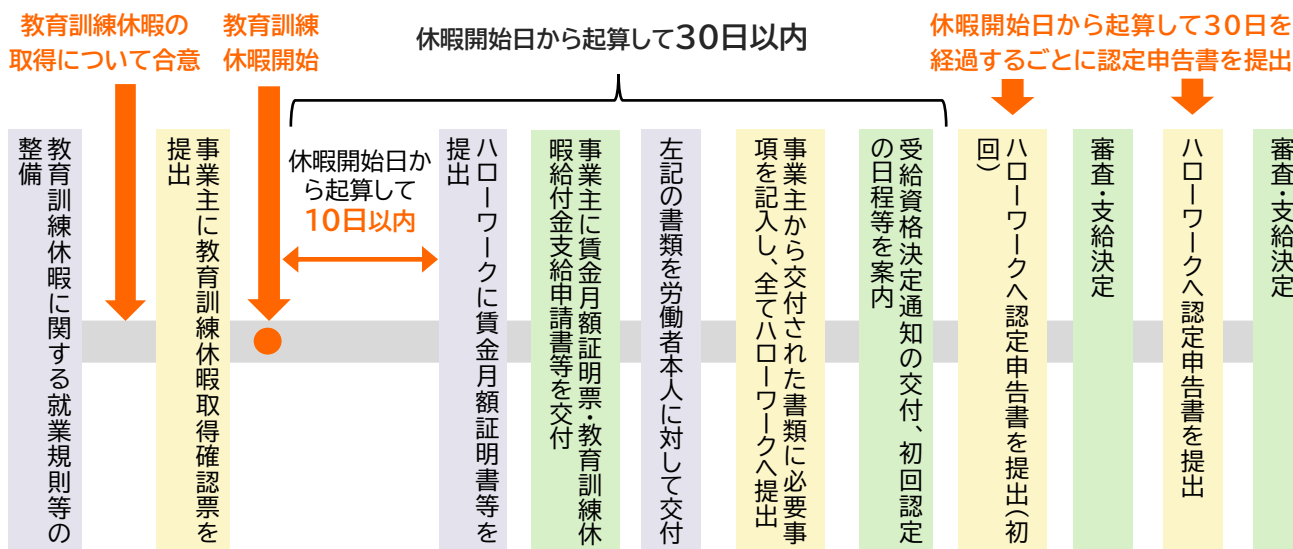 教育訓練休暇の
取得について合意
教育訓練
休暇開始
休暇開始日から起算して30日以内
休暇開始日から起算して30日を
経過するごとに認定申告書を提出
教育訓練休暇に関する就業規則等の
整備
事業主に教育訓練休暇取得確認票を
提出
休暇開始日か
ら起算して
10日以内
ハローワークに賃金月額証明書等を
提出
事業主に賃金月額証明票・教育訓練休
暇給付金支給申請書等を交付
左記の書類を労働者本人に対して交付
事業主から交付された書類に必要事
項を記入し、全てハローワークへ提出
受給資格決定通知の交付、初回認定
の日程等を案内
ハローワークへ認定申告書を提出(初
回)
審査・支給決定
ハローワークへ認定申告書を提出
審査・支給決定